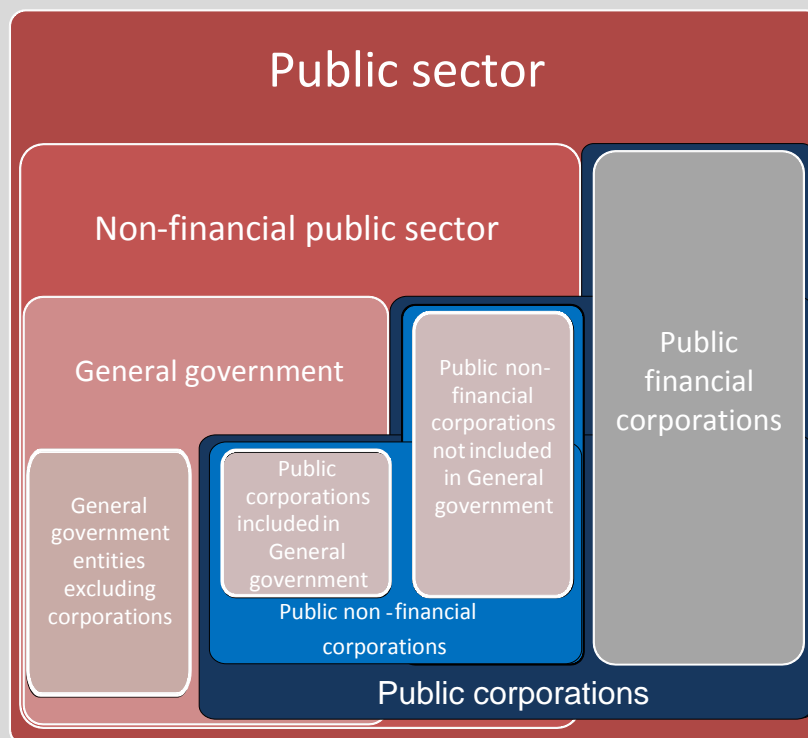 Public sector
Non-financial public sector
General government
Public non-
financial
corporations
not included
in General
government
Public
financial
corporations
General
government
entities
excluding
corporations
Public
corporations
included in
General
government
Public non -financial
corporations
Public corporations